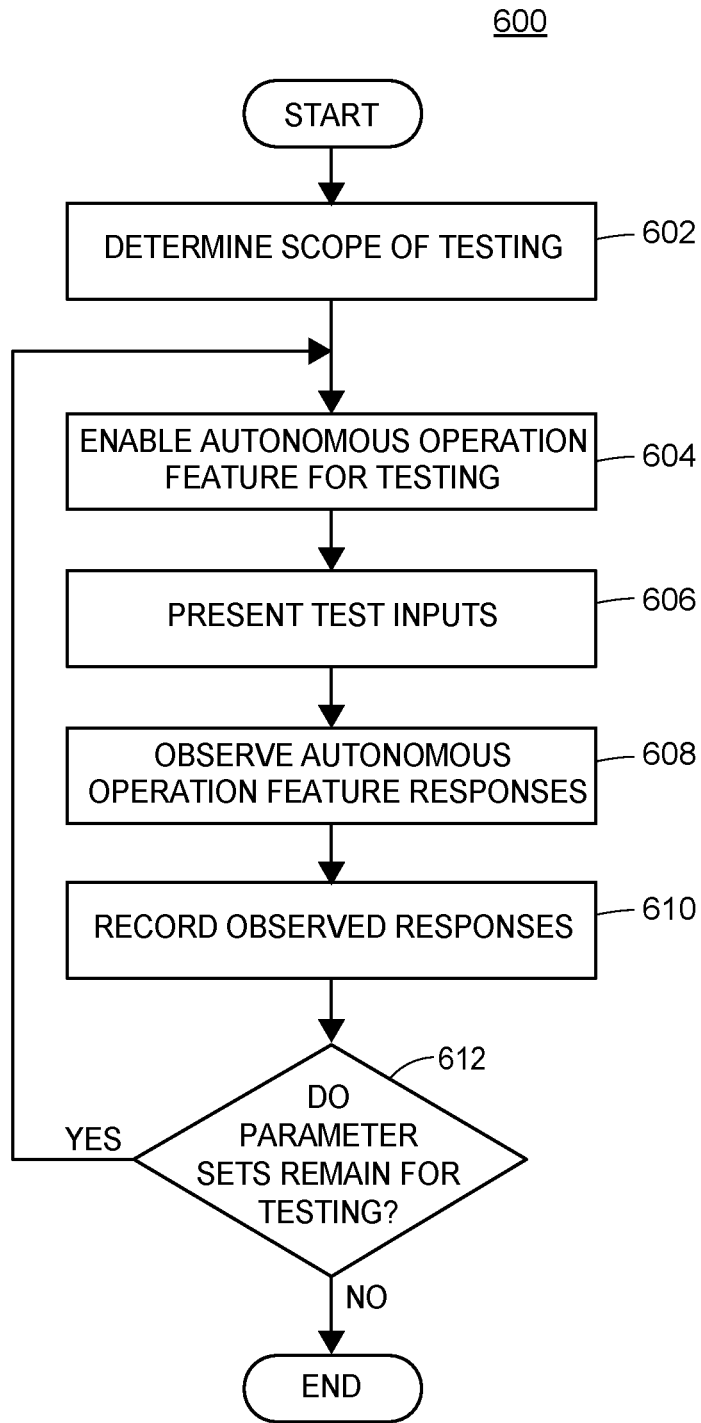 600
START
DETERMINE SCOPE OF TESTING
602
ENABLE AUTONOMOUS OPERATION
FEATURE FOR TESTING
604
PRESENT TEST INPUTS
606
OBSERVE AUTONOMOUS
OPERATION FEATURE RESPONSES
608
RECORD OBSERVED RESPONSES
610
612
DO
PARAMETER
SETS REMAIN FOR
TESTING?
YES
NO
END